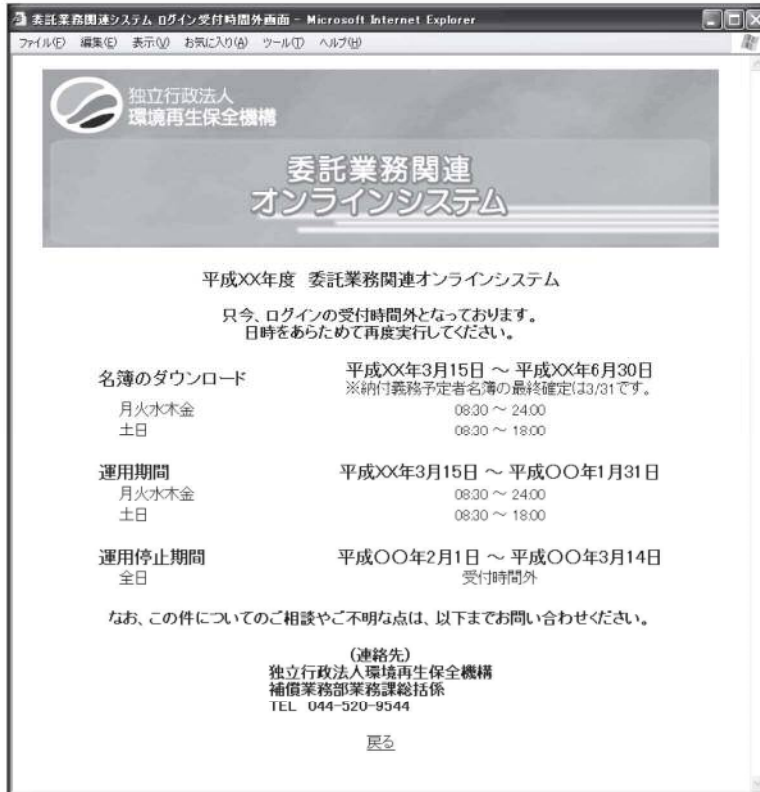 委託業務関連システム ログイン受付時間外画面 - Microsoft Internet Explorer
ファイル(F) 編集(E) 表示(V) お気に入り(A) ツール(T) ヘルプ(H)
独立行政法人
環境再生保全機構
委託業務関連
オンラインシステム
平成XX年度 委託業務関連オンラインシステム
只今、ログインの受付時間外となっております。
日時をあらためて再度実行してください。
名簿のダウンロード 平成XX年3月15日 ～ 平成XX年6月30日
※納付義務予定者名簿の最終確定は3/31です。
月火水木金 08:30 ～ 24:00
土日 08:30 ～ 18:00
運用期間 平成XX年3月15日 ～ 平成〇〇年1月31日
月火水木金 08:30 ～ 24:00
土日 08:30 ～ 18:00
運用停止期間 平成〇〇年2月1日 ～ 平成〇〇年3月14日
全日 受付時間外
なお、この件についてのご相談やご不明な点は、以下までお問い合わせください。
(連絡先)
独立行政法人環境再生保全機構
補償業務部業務課総括係
TEL 044-520-9544
戻る